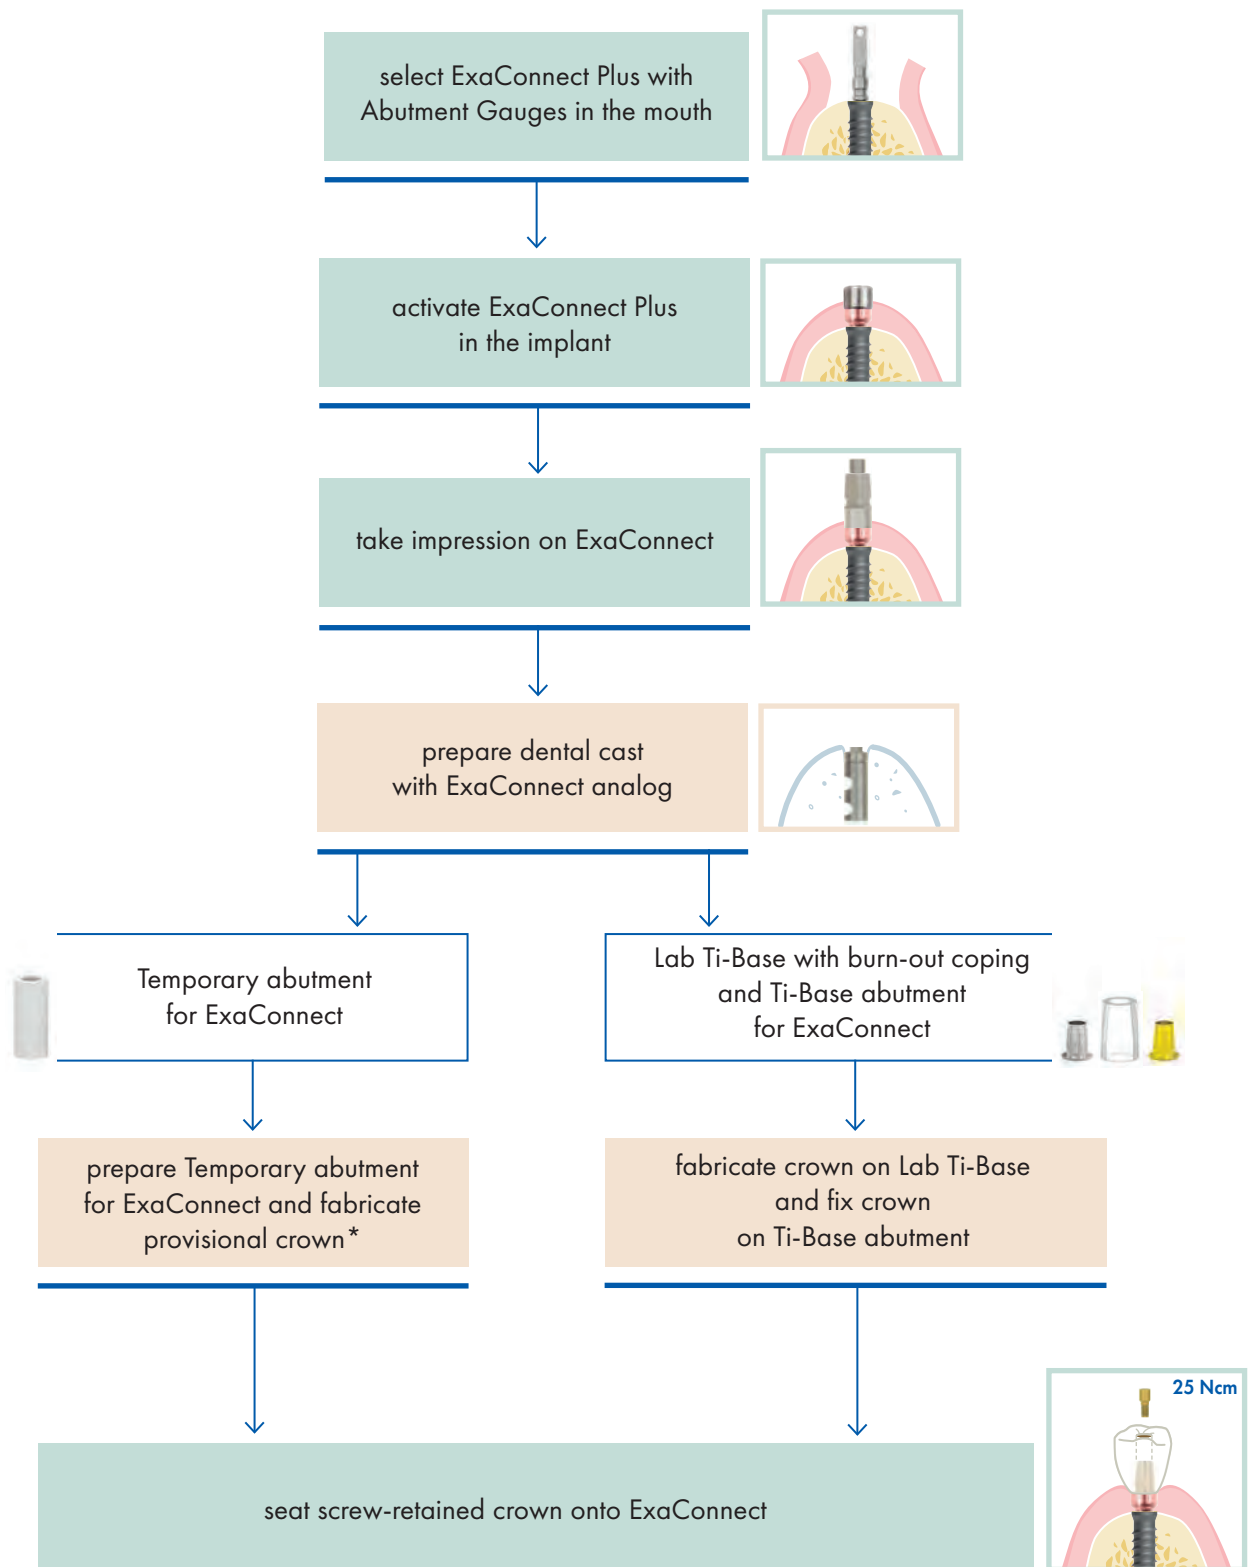 select ExaConnect Plus with
Abutment Gauges in the mouth
activate ExaConnect Plus
in the implant
take impression on ExaConnect
prepare dental cast
with ExaConnect analog
Temporary abutment
for ExaConnect
Lab Ti-Base with burn-out coping
and Ti-Base abutment
for ExaConnect
prepare Temporary abutment
for ExaConnect and fabricate
provisional crown*
fabricate crown on Lab Ti-Base
and fix crown
on Ti-Base abutment
25 Ncm
seat screw-retained crown onto ExaConnect